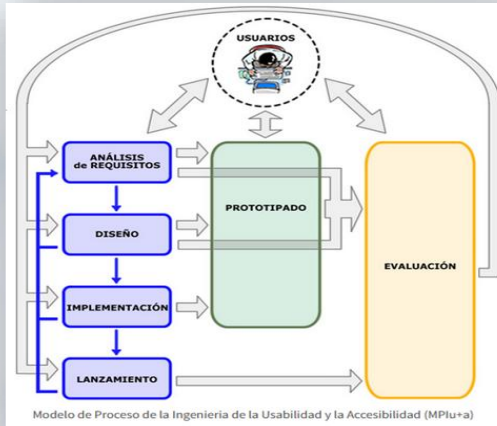 USUARIOS
ANÁLISIS
de REQUISITOS
DISEÑO
IMPLEMENTACIÓN
LANZAMIENTO
PROTOTIPADO
EVALUACIÓN
Modelo de Proceso de la Ingenieria de la Usabilidad y la Accesibilidad (MPIu+a)